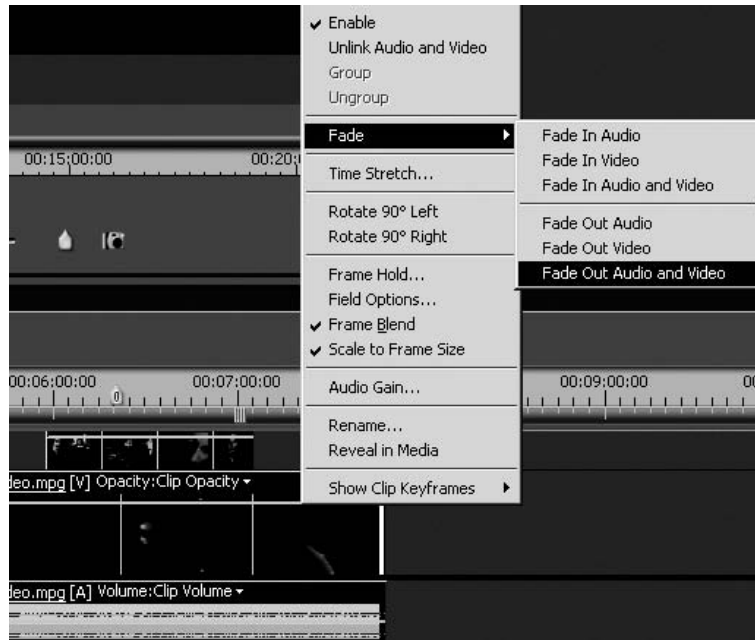 Enable
Unlink Audio and Video
Group
Ungroup
Fade
Time Stretch...
Rotate 90° Left
Rotate 90° Right
Frame Hold...
Field Options...
Frame Blend
Scale to Frame Size
Audio Gain...
Rename...
Reveal in Media
Show Clip Keyframes
Fade In Audio
Fade In Video
Fade In Audio and Video
Fade Out Audio
Fade Out Video
Fade Out Audio and Video
00:15:00:00
00:06:00:00 00:07:00:00 00:09:00:00
[V] Opacity:Clip Opacity
[A] Volume:Clip Volume